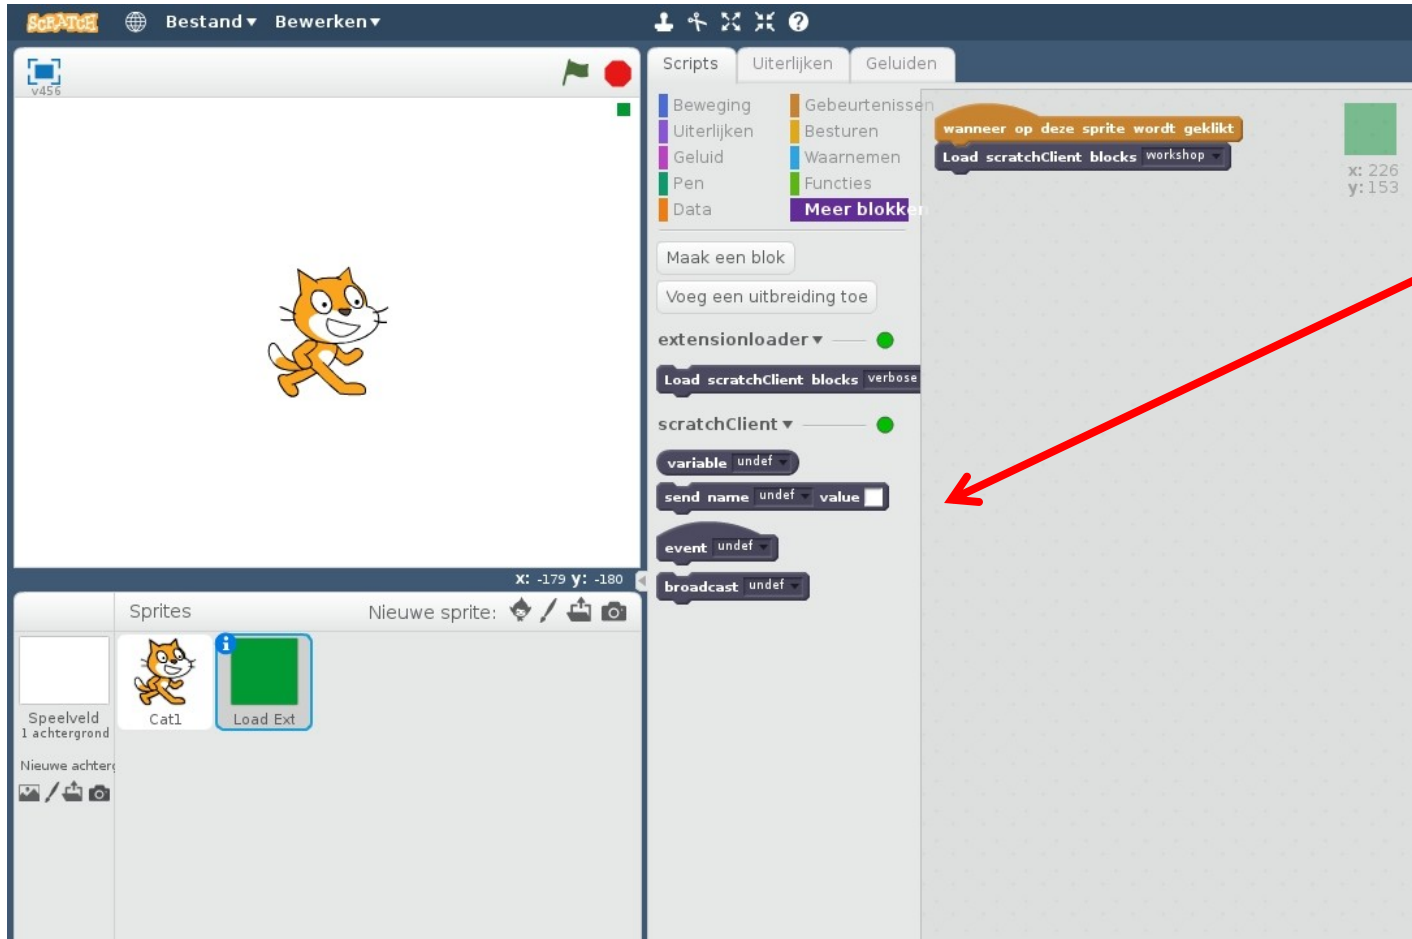 SCRATCH Bestand Bewerken
v456
Scripts Uiterlijken Geluiden
Beweging Gebeurtenissen
Uiterlijken Besturen
Geluid Waarnemen
Pen Functies
Data Meer blokken
Maak een blok
Voeg een uitbreiding toe
extensionloader
Load scratchClient blocks verbose
scratchClient
variable undef
send name undef value
event undef
broadcast undef
wanneer op deze sprite wordt geklikt
Load scratchClient blocks workshop
x: 226
y: 153
X: -179 y: -180
Sprites Nieuwe sprite:
Speelveld
1 achtergrond
Nieuwe achterg
Cat1
Load Ext